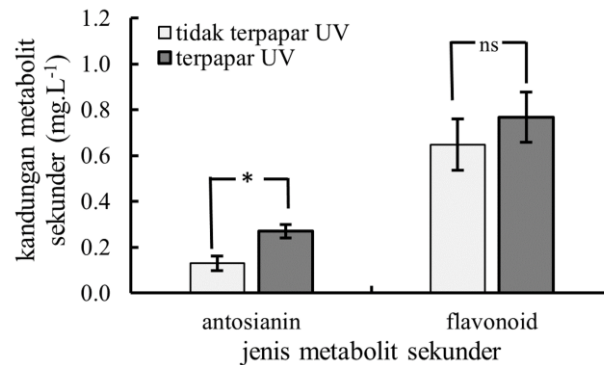 tidak terpapar UV
terpapar UV
ns
*
kandungan metabolit
sekunder (mg.L-1)
1.2
1.0
0.8
0.6
0.4
0.2
0.0
antosianin flavonoid
jenis metabolit sekunder